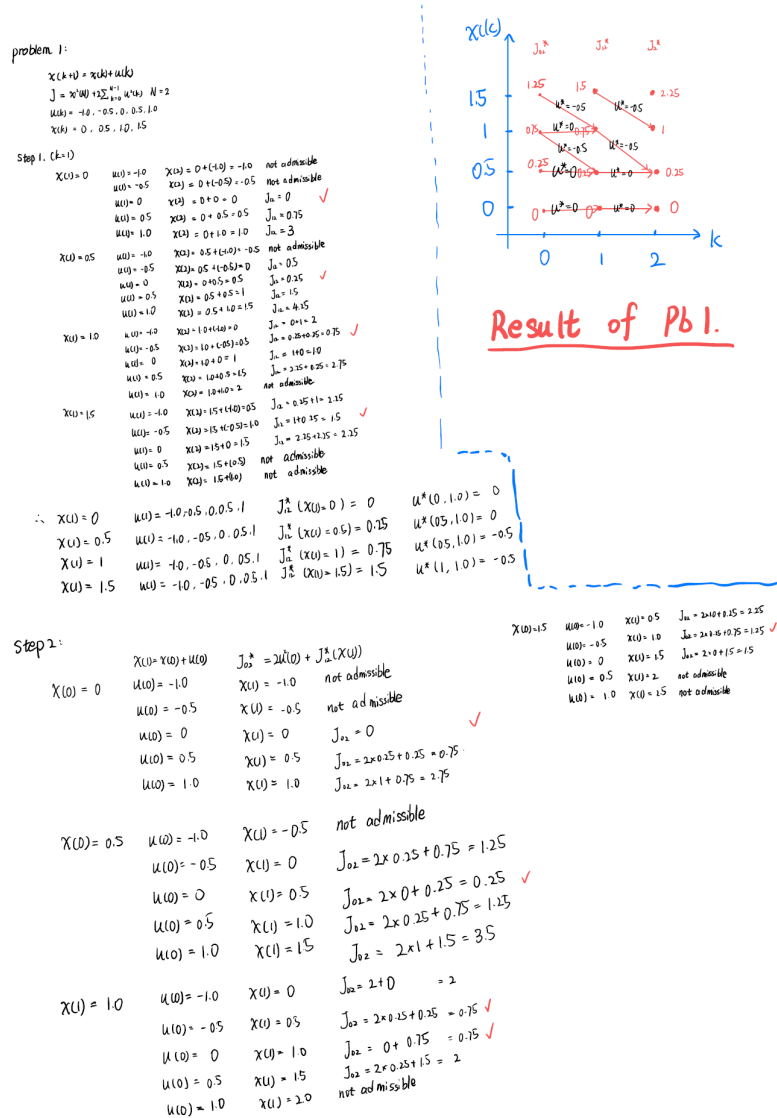 problem 1:
x(k+1) = x(k)+u(k)
J = x²(N) + 2∑ᴺ⁻¹ₖ₌₀ u²(k) N=2
u(k) = -1.0, -0.5, 0, 0.5, 1.0
x(k) = 0, 0.5, 1.0, 1.5
Step 1. (k=1)
x(1)=0 u(1)=-1.0 x(2)=0+(-1.0)=-1.0 not admissible
u(1)=-0.5 x(2)=0+(-0.5)=-0.5 not admissible
u(1)=0 x(2)=0+0=0 J₁₂=0 ✓
u(1)=0.5 x(2)=0+0.5=0.5 J₁₂=0.75
u(1)=1.0 x(2)=0+1.0=1.0 J₁₂=3
x(1)=0.5 u(1)=-1.0 x(2)=0.5+(-1.0)=-0.5 not admissible
u(1)=-0.5 x(2)=0.5+(-0.5)=0 J₁₂=0.5
u(1)=0 x(2)=0+0.5=0.5 J₁₂=0.25 ✓
u(1)=0.5 x(2)=0.5+0.5=1 J₁₂=1.5
u(1)=1.0 x(2)=0.5+1.0=1.5 J₁₂=4.25
x(1)=1.0 u(1)=-1.0 x(2)=1.0+(-1.0)=0 J₁₂=0+1=2
u(1)=-0.5 x(2)=1.0+(-0.5)=0.5 J₁₂=0.25+0.25=0.75 ✓
u(1)=0 x(2)=1.0+0=1 J₁₂=1+0=1.0
u(1)=0.5 x(2)=1.0+0.5=1.5 J₁₂=2.25+0.25=2.75
u(1)=1.0 x(2)=1.0+1.0=2 not admissible
x(1)=1.5 u(1)=-1.0 x(2)=1.5+(-1.0)=0.5 J₁₂=0.25+1=2.25
u(1)=-0.5 x(2)=1.5+(-0.5)=1.0 J₁₂=1+0.25=1.5 ✓
u(1)=0 x(2)=1.5+0=1.5 J₁₂=2.25+2.25=2.25
u(1)=0.5 x(2)=1.5+(0.5) not admissible
u(1)=1.0 x(2)=1.5+(1.0) not admissible
∴ x(1)=0 u(1)=-1.0,-0.5,0,0.5,1 J₁₂*(x(1)=0)=0 u*(0,1.0)=0
x(1)=0.5 u(1)=-1.0,-0.5,0,0.5,1 J₁₂*(x(1)=0.5)=0.25 u*(0.5,1.0)=0
x(1)=1 u(1)=-1.0,-0.5,0,0.5,1 J₁₂*(x(1)=1)=0.75 u*(0.5,1.0)=-0.5
x(1)=1.5 u(1)=-1.0,-0.5,0,0.5,1 J₁₂*(x(1)=1.5)=1.5 u*(1,1.0)=-0.5
x(k)
J₀₂* J₁₂* J₂*
1.25 1.5 2.25
1.5 u*=-0.5 u*=-0.5
0.75 u*=0 0.75 1
1 u*=-0.5 u*=-0.5
0.5 0.25 u*=0 0.25 u*=0 0.25
0 u*=0 0 u*=0 0
0 1 2 k
Result of Pb 1.
Step 2:
x(1)=x(0)+u(0) J₀₂*=2u²(0)+J₁₂*(x(1))
x(0)=0 u(0)=-1.0 x(1)=-1.0 not admissible
u(0)=-0.5 x(1)=-0.5 not admissible
u(0)=0 x(1)=0 J₀₂=0 ✓
u(0)=0.5 x(1)=0.5 J₀₂=2×0.25+0.25=0.75
u(0)=1.0 x(1)=1.0 J₀₂=2×1+0.75=2.75
x(0)=0.5 u(0)=-1.0 x(1)=-0.5 not admissible
u(0)=-0.5 x(1)=0 J₀₂=2×0.25+0.75=1.25
u(0)=0 x(1)=0.5 J₀₂=2×0+0.25=0.25 ✓
u(0)=0.5 x(1)=1.0 J₀₂=2×0.25+0.75=1.25
u(0)=1.0 x(1)=1.5 J₀₂=2×1+1.5=3.5
x(1)=1.0 u(0)=-1.0 x(1)=0 J₀₂=2+0=2
u(0)=-0.5 x(1)=0.5 J₀₂=2×0.25+0.25=0.75 ✓
u(0)=0 x(1)=1.0 J₀₂=0+0.75=0.75 ✓
u(0)=0.5 x(1)=1.5 J₀₂=2×0.25+1.5=2
u(0)=1.0 x(1)=2.0 not admissible
x(0)=1.5 u(0)=-1.0 x(1)=0.5 J₀₂=2×1.0+0.25=2.25
u(0)=-0.5 x(1)=1.0 J₀₂=2×0.25+0.75=1.25 ✓
u(0)=0 x(1)=1.5 J₀₂=2×0+1.5=1.5
u(0)=0.5 x(1)=2 not admissible
u(0)=1.0 x(1)=2.5 not admissible